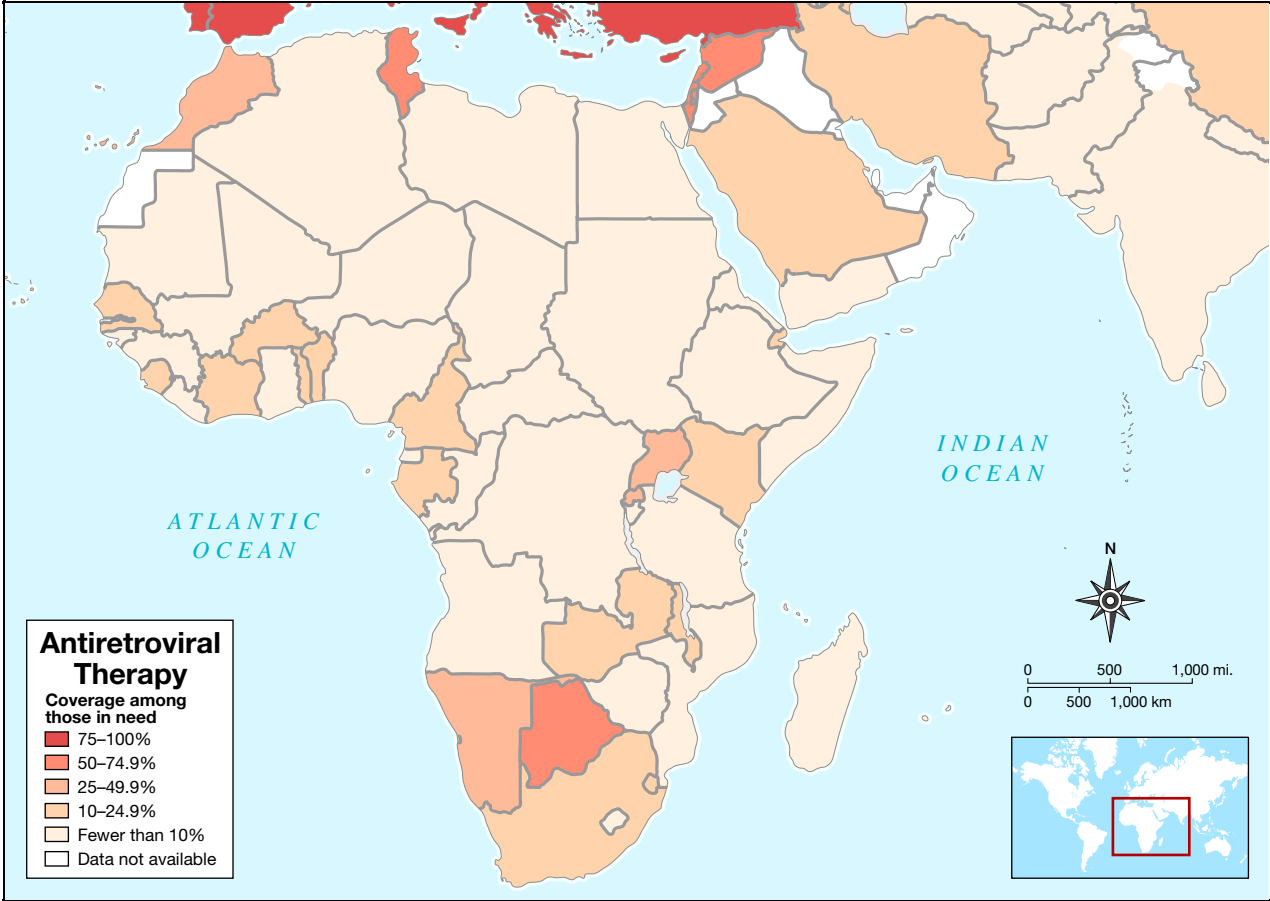 INDIAN
OCEAN
ATLANTIC
OCEAN
N
0 500 1,000 mi.
0 500 1,000 km
Antiretroviral
Therapy
Coverage among
those in need
75–100%
50–74.9%
25–49.9%
10–24.9%
Fewer than 10%
Data not available